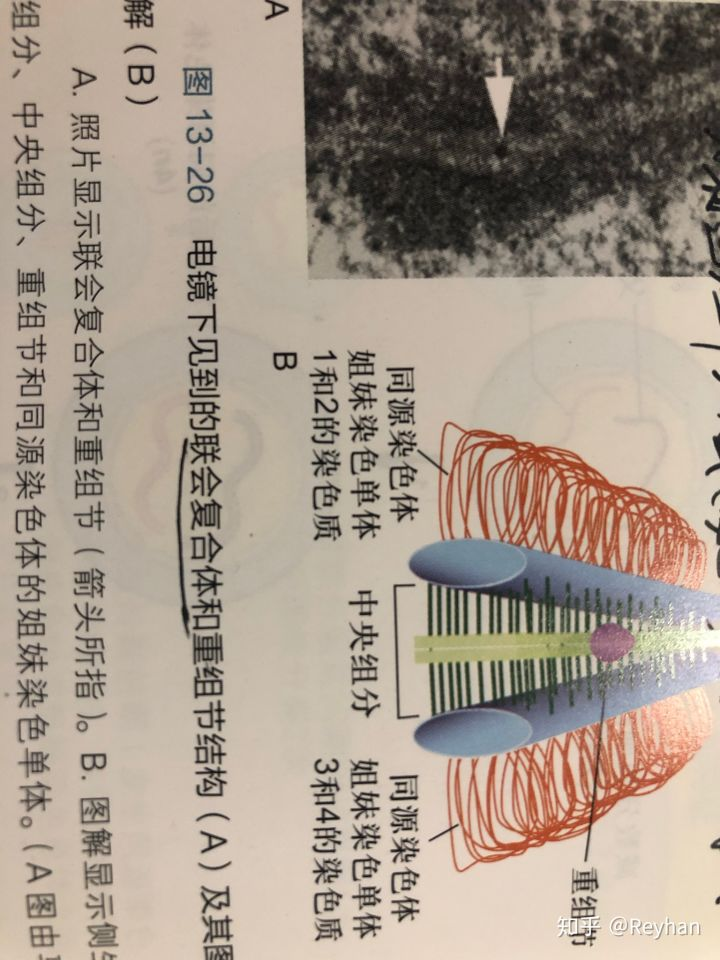 A
同源染色体
姐妹染色单体
1和2的染色质
中央组分
同源染色体
姐妹染色单体
3和4的染色质
重组节
B
图 13-26 电镜下见到的联会复合体和重组节结构（A）及其图
解（B）
A. 照片显示联会复合体和重组节（箭头所指）。B. 图解显示侧生
组分、中央组分、重组节和同源染色体的姐妹染色单体。（A 图由
知乎 @Reyhan